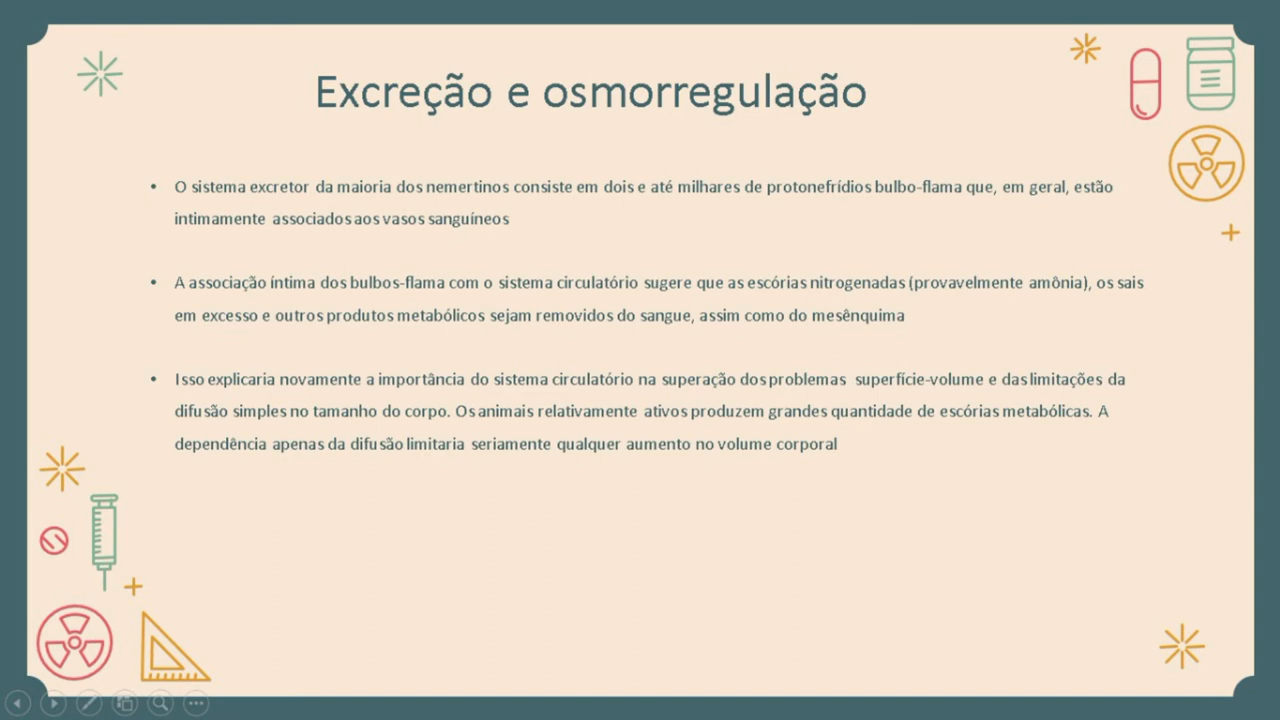 Excreção e osmorregulação
• O sistema excretor da maioria dos nemertinos consiste em dois e até milhares de protonefrídios bulbo-flama que, em geral, estão
intimamente associados aos vasos sanguíneos
• A associação íntima dos bulbos-flama com o sistema circulatório sugere que as escórias nitrogenadas (provavelmente amônia), os sais
em excesso e outros produtos metabólicos sejam removidos do sangue, assim como do mesênquima
• Isso explicaria novamente a importância do sistema circulatório na superação dos problemas superfície-volume e das limitações da
difusão simples no tamanho do corpo. Os animais relativamente ativos produzem grandes quantidade de escórias metabólicas. A
dependência apenas da difusão limitaria seriamente qualquer aumento no volume corporal